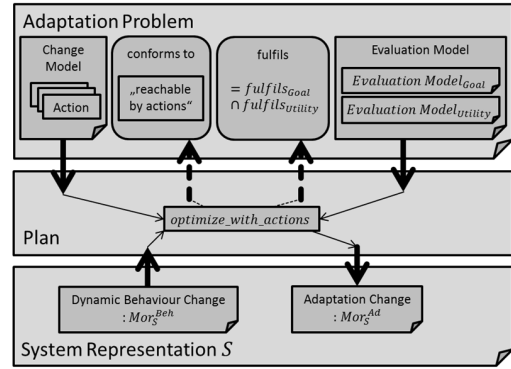 Adaptation Problem
Change
Model
Action
conforms to
„reachable
by actions“
fulfils
= fulfils_Goal
∩ fulfils_Utility
Evaluation Model
Evaluation Model_Goal
Evaluation Model_Utility
optimize_with_actions
Plan
Dynamic Behaviour Change
: Mor_S^Beh
Adaptation Change
: Mor_S^Ad
System Representation S